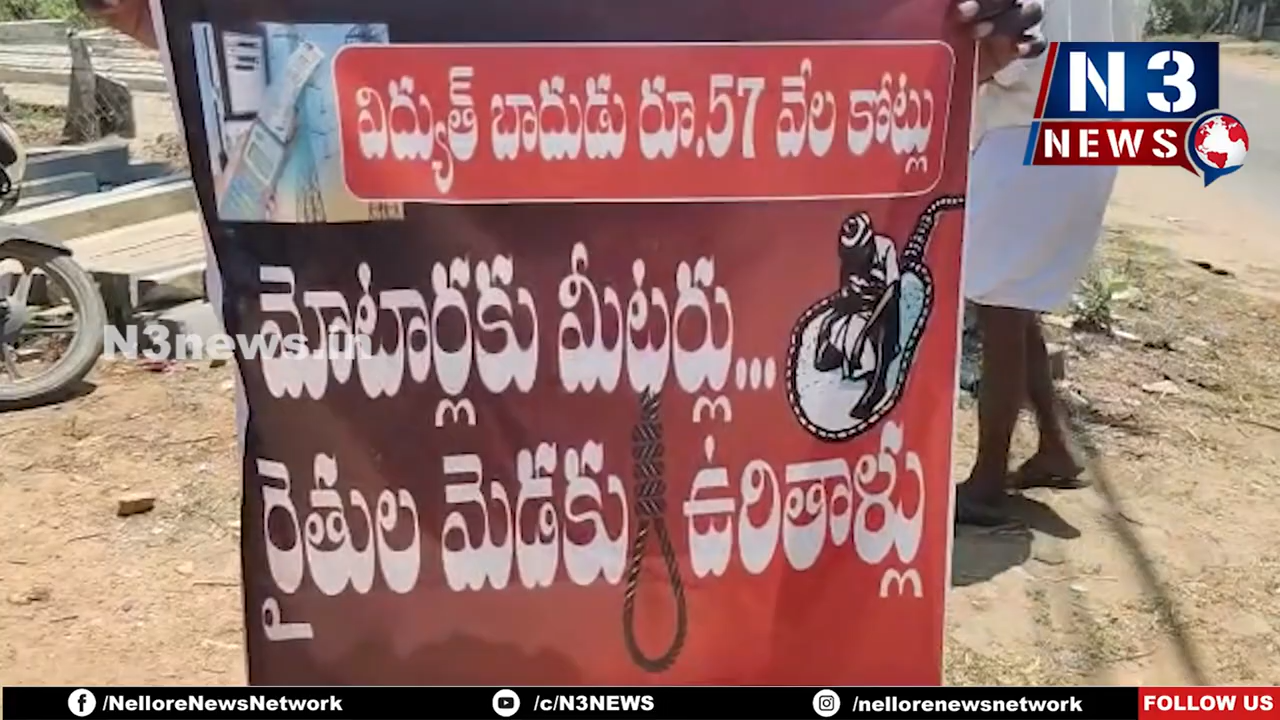 విద్యుత్ బాదుడు రూ.57 వేల కోట్లు
N3
NEWS
మోటార్లకు మీటర్లు...
N3news.in
రైతుల మెడకు ఉరితాళ్లు
/NelloreNewsNetwork
/c/N3NEWS
/nellorenewsnetwork
FOLLOW US